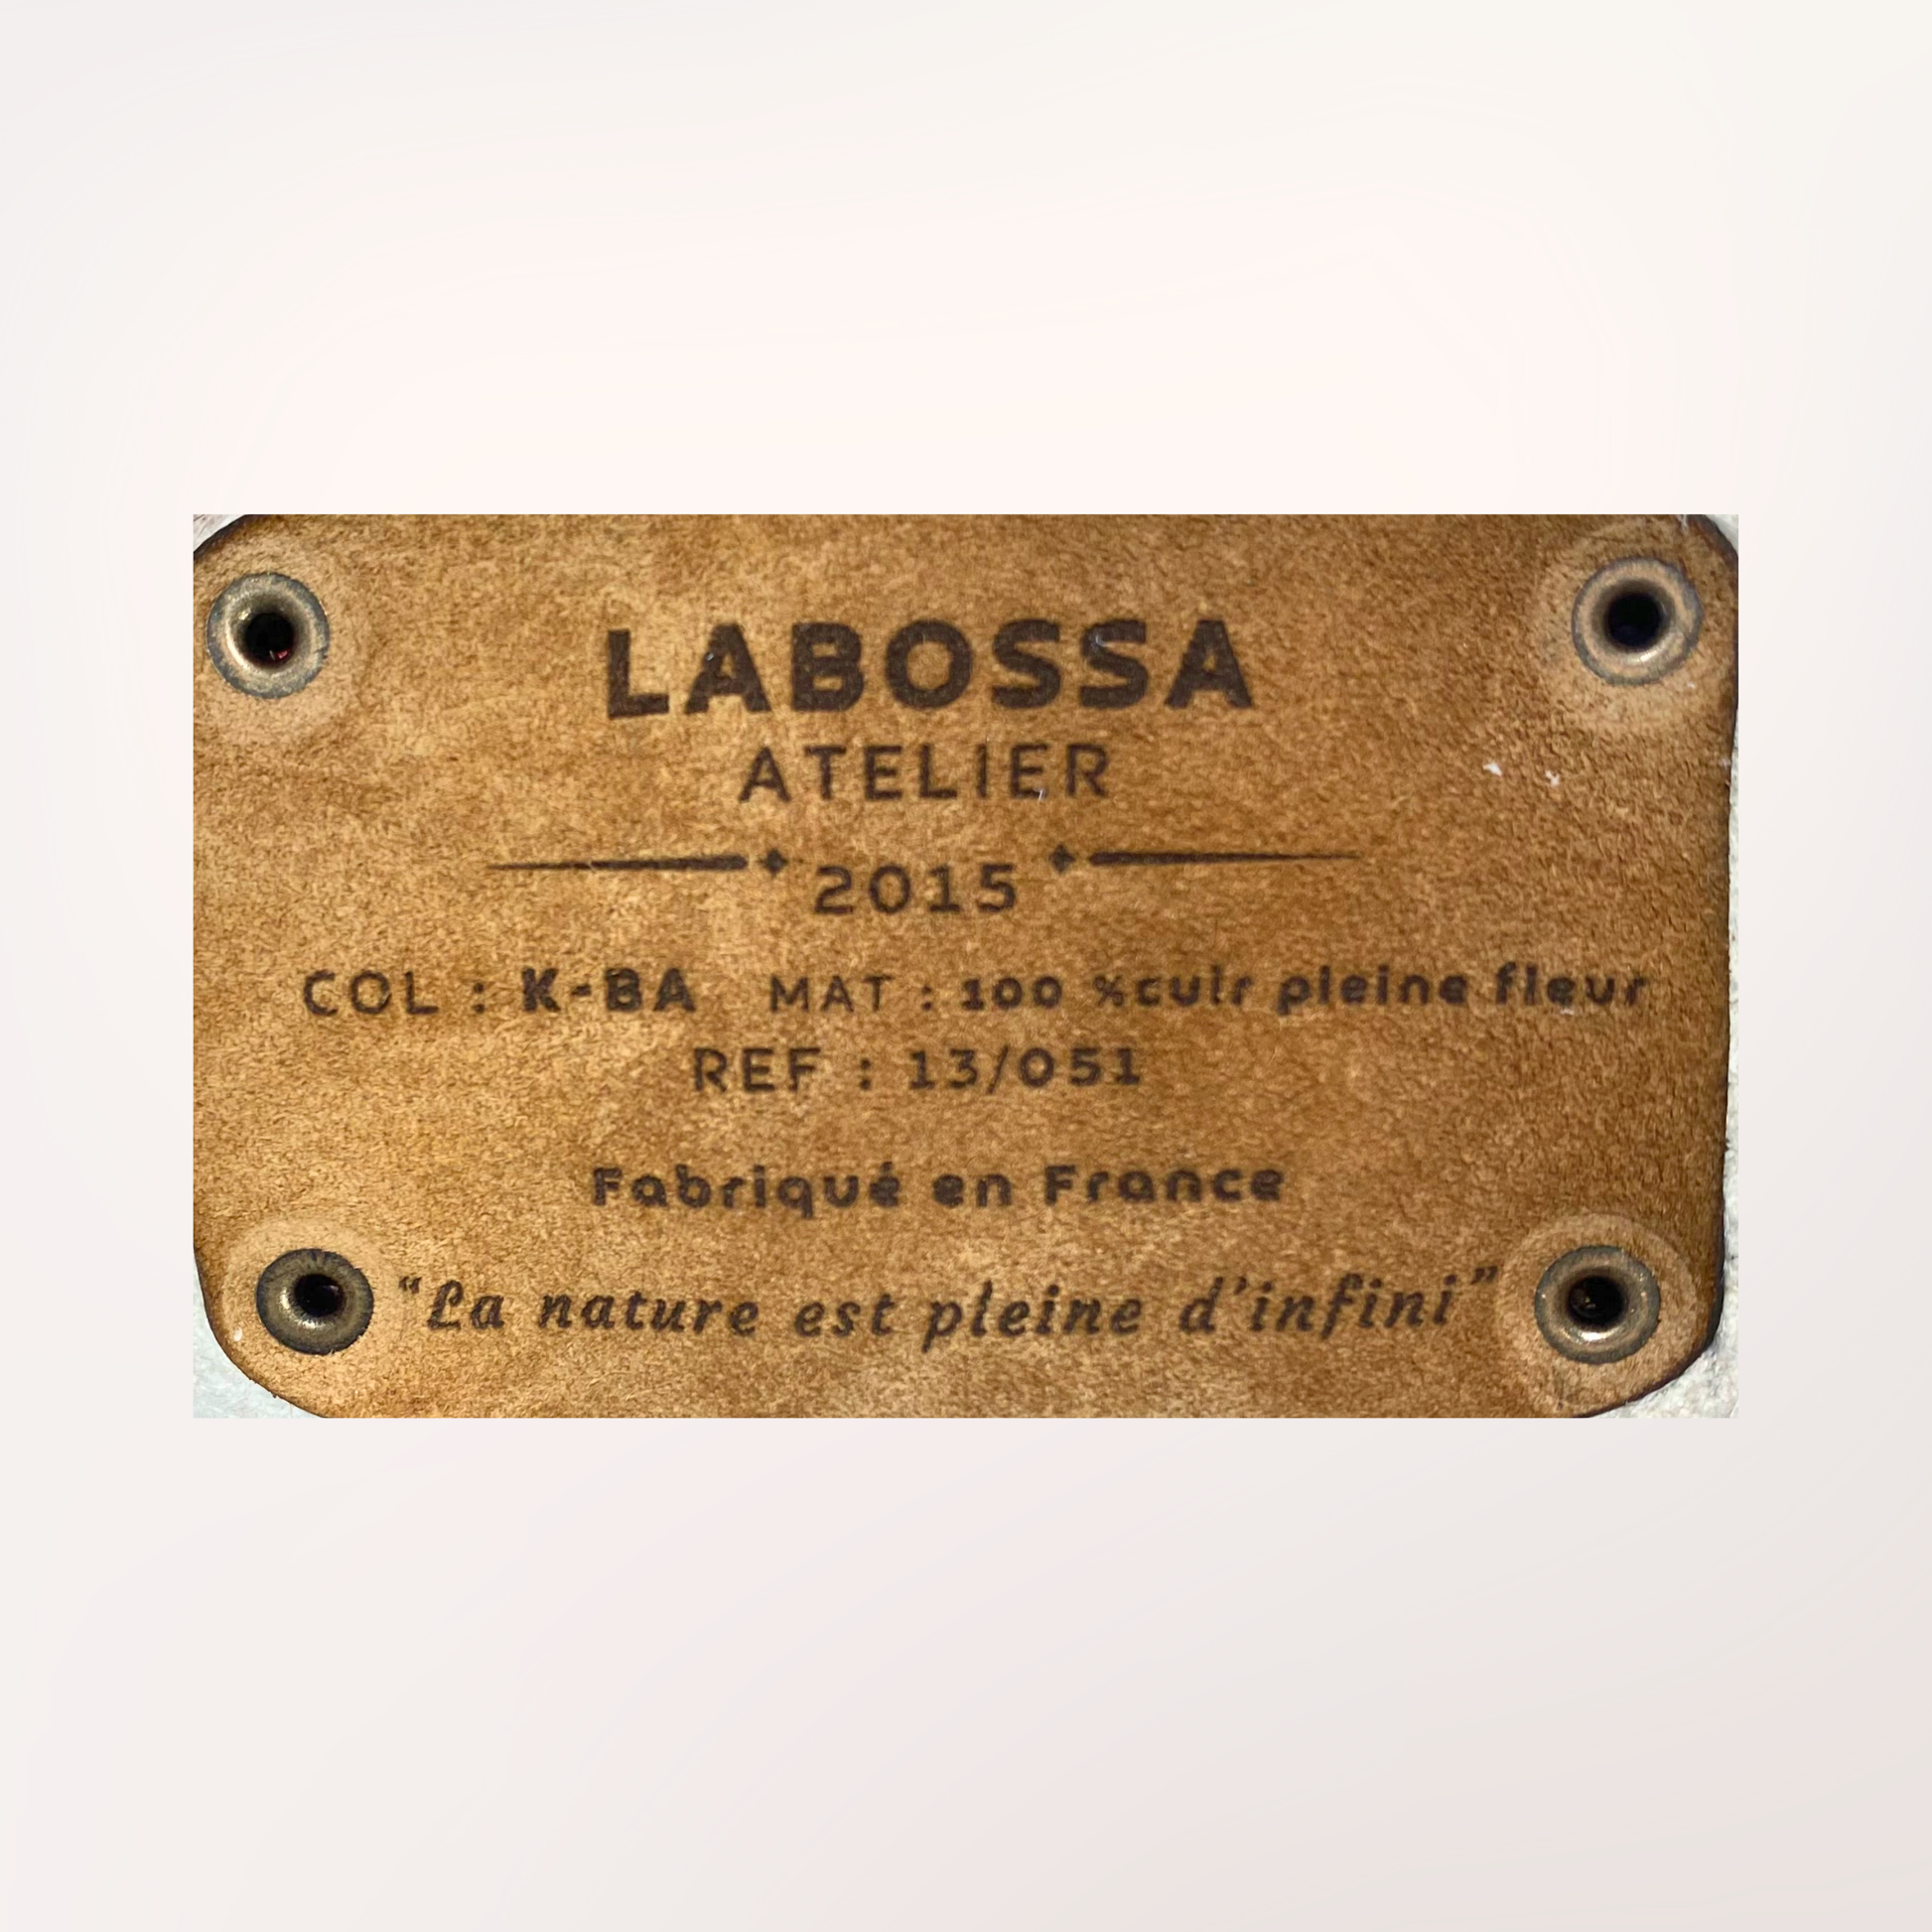 LABOSSA
ATELIER
2015
COL : K-BA MAT : 100 %cuir pleine fleur
REF : 13/051
Fabriqué en France
“La nature est pleine d’infini”